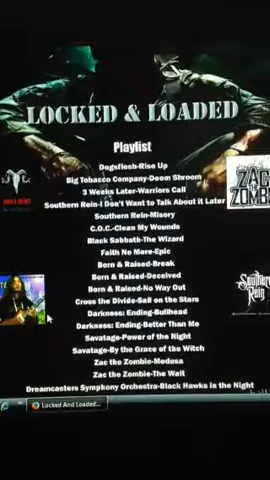 LOCKED & LOADED
Playlist
Dogsflesh-Rise Up
Big Tobacco Company-Doom Shroom
3 Weeks Later-Warriors Call
Southern Rein-I Don't Want to Talk About it Later
Southern Rein-Misory
C.O.C.-Clean My Wounds
Black Sabbath-The Wizard
Faith No More-Epic
Born & Raised-Break
Born & Raised-Deceived
Born & Raised-No Way Out
Cross the Divide-Sail on the Stars
Darkness: Ending-Bullhead
Darkness: Ending-Better Than Me
Savatage-Power of the Night
Savatage-By the Grace of the Witch
Zac the Zombie-Medusa
Zac the Zombie-The Wait
Dreamcasters Symphony Orchestra-Black Hawks in the Night
ZAC
ZOMB
Southern
Rein
Locked And Loaded...